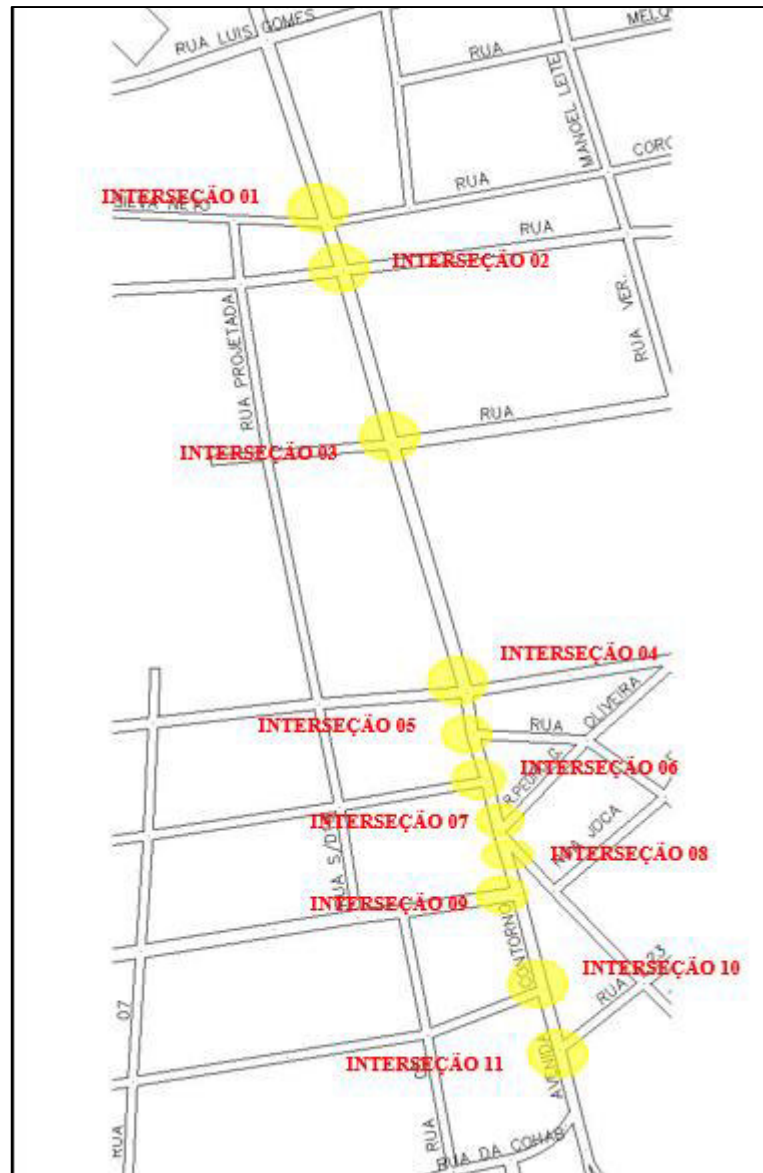 RUA LUIS GOMES
RUA
MELO
MANOEL LEITE
CORO
RUA
INTERSEÇÃO 01
SILVA NETO
RUA
INTERSEÇÃO 02
RUA VER.
RUA PROJETADA
RUA
INTERSEÇÃO 03
INTERSEÇÃO 04
OLIVEIRA
INTERSEÇÃO 05
RUA
INTERSEÇÃO 06
INTERSEÇÃO 07
JOCA
RUA S/D
INTERSEÇÃO 08
INTERSEÇÃO 09
CONTORNO
INTERSEÇÃO 10
RUA
23
07
INTERSEÇÃO 11
AVENIDA
RUA
RUA
RUA DA COHAB